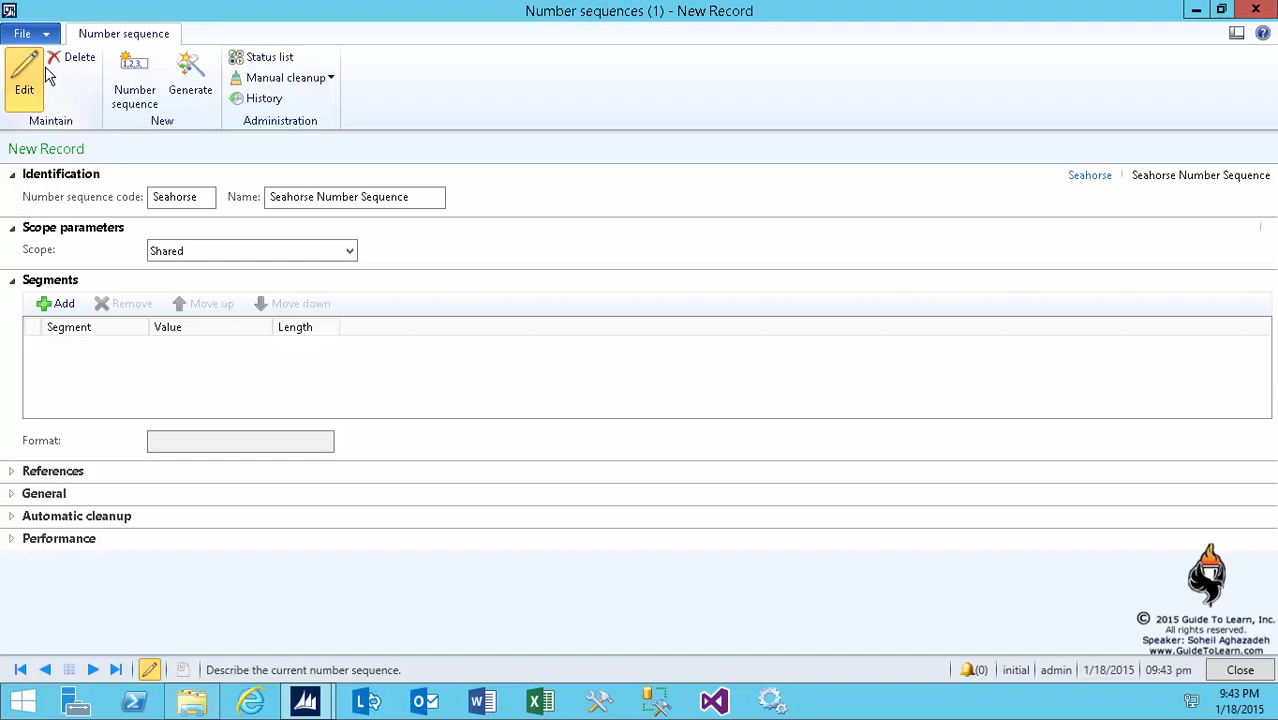 Number sequences (1) - New Record
File
Number sequence
Edit
Delete
Maintain
1,2,3,
Number
sequence
Generate
New
Status list
Manual cleanup
History
Administration
New Record
Identification
Seahorse
Seahorse Number Sequence
Number sequence code:
Seahorse
Name:
Seahorse Number Sequence
Scope parameters
Scope:
Shared
Segments
Add
Remove
Move up
Move down
Segment
Value
Length
Format:
References
General
Automatic cleanup
Performance
© 2015 Guide To Learn, Inc.
All rights reserved.
Speaker: Soheil Aghazadeh
www.GuideToLearn.com
Describe the current number sequence.
(0)
initial
admin
1/18/2015
09:43 pm
Close
9:43 PM
1/18/2015